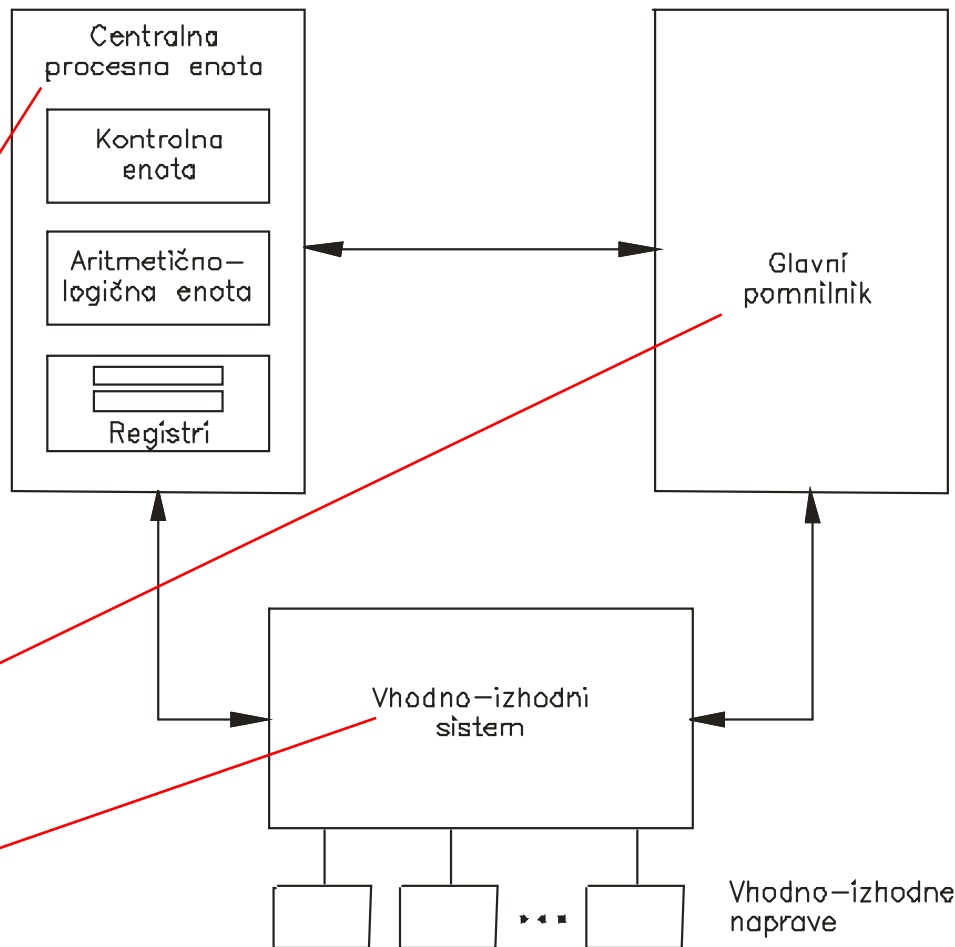 Centralna
procesna enota
Kontrolna
enota
Aritmetično-
logična enota
Registri
Glavni
pomnilnik
Vhodno-izhodni
sistem
Vhodno-izhodne
naprave